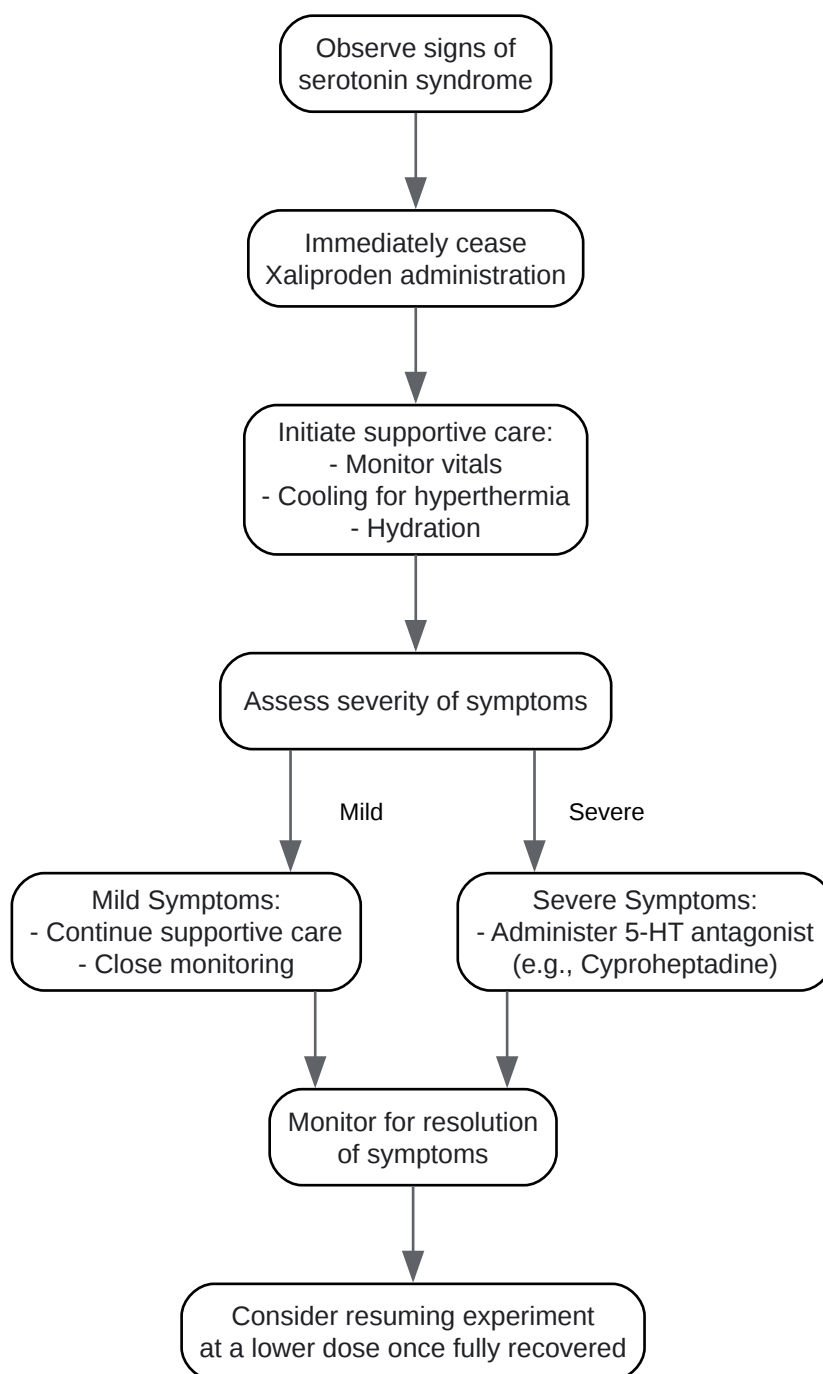 Observe signs of
serotonin syndrome
Immediately cease
Xaliproden administration
Initiate supportive care:
- Monitor vitals
- Cooling for hyperthermia
- Hydration
Assess severity of symptoms
Mild
Severe
Mild Symptoms:
- Continue supportive care
- Close monitoring
Severe Symptoms:
- Administer 5-HT antagonist
(e.g., Cyproheptadine)
Monitor for resolution
of symptoms
Consider resuming experiment
at a lower dose once fully recovered